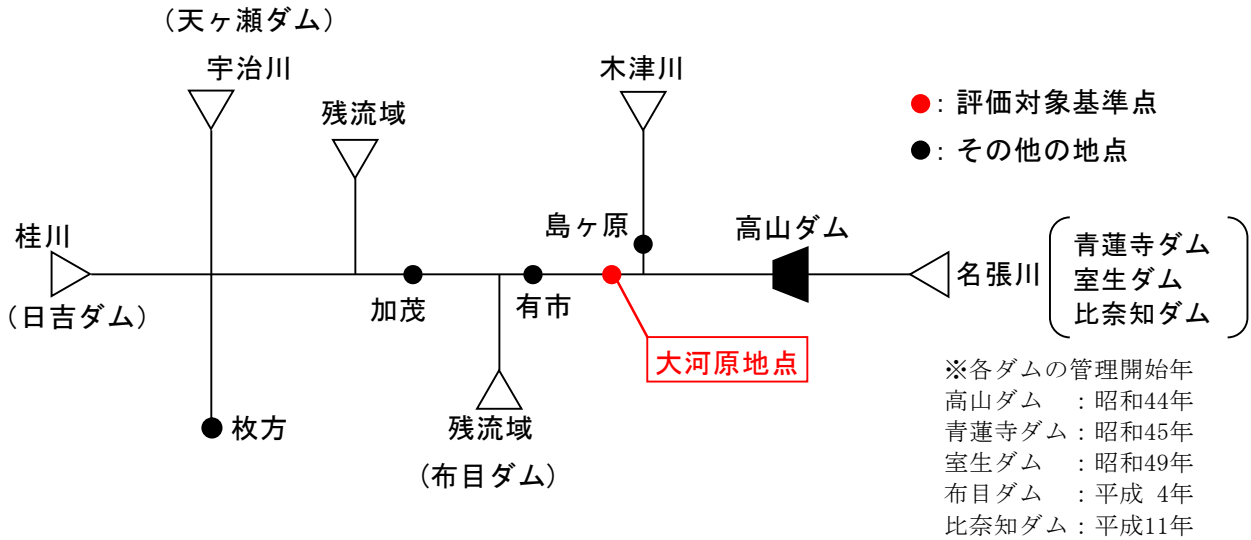 (天ヶ瀬ダム)
宇治川
木津川
残流域
●：評価対象基準点
●：その他の地点
島ヶ原
高山ダム
桂川
青蓮寺ダム
名張川
室生ダム
比奈知ダム
(日吉ダム)
加茂
有市
大河原地点
枚方
残流域
(布目ダム)
※各ダムの管理開始年
高山ダム　：昭和44年
青蓮寺ダム：昭和45年
室生ダム　：昭和49年
布目ダム　：平成 4年
比奈知ダム：平成11年